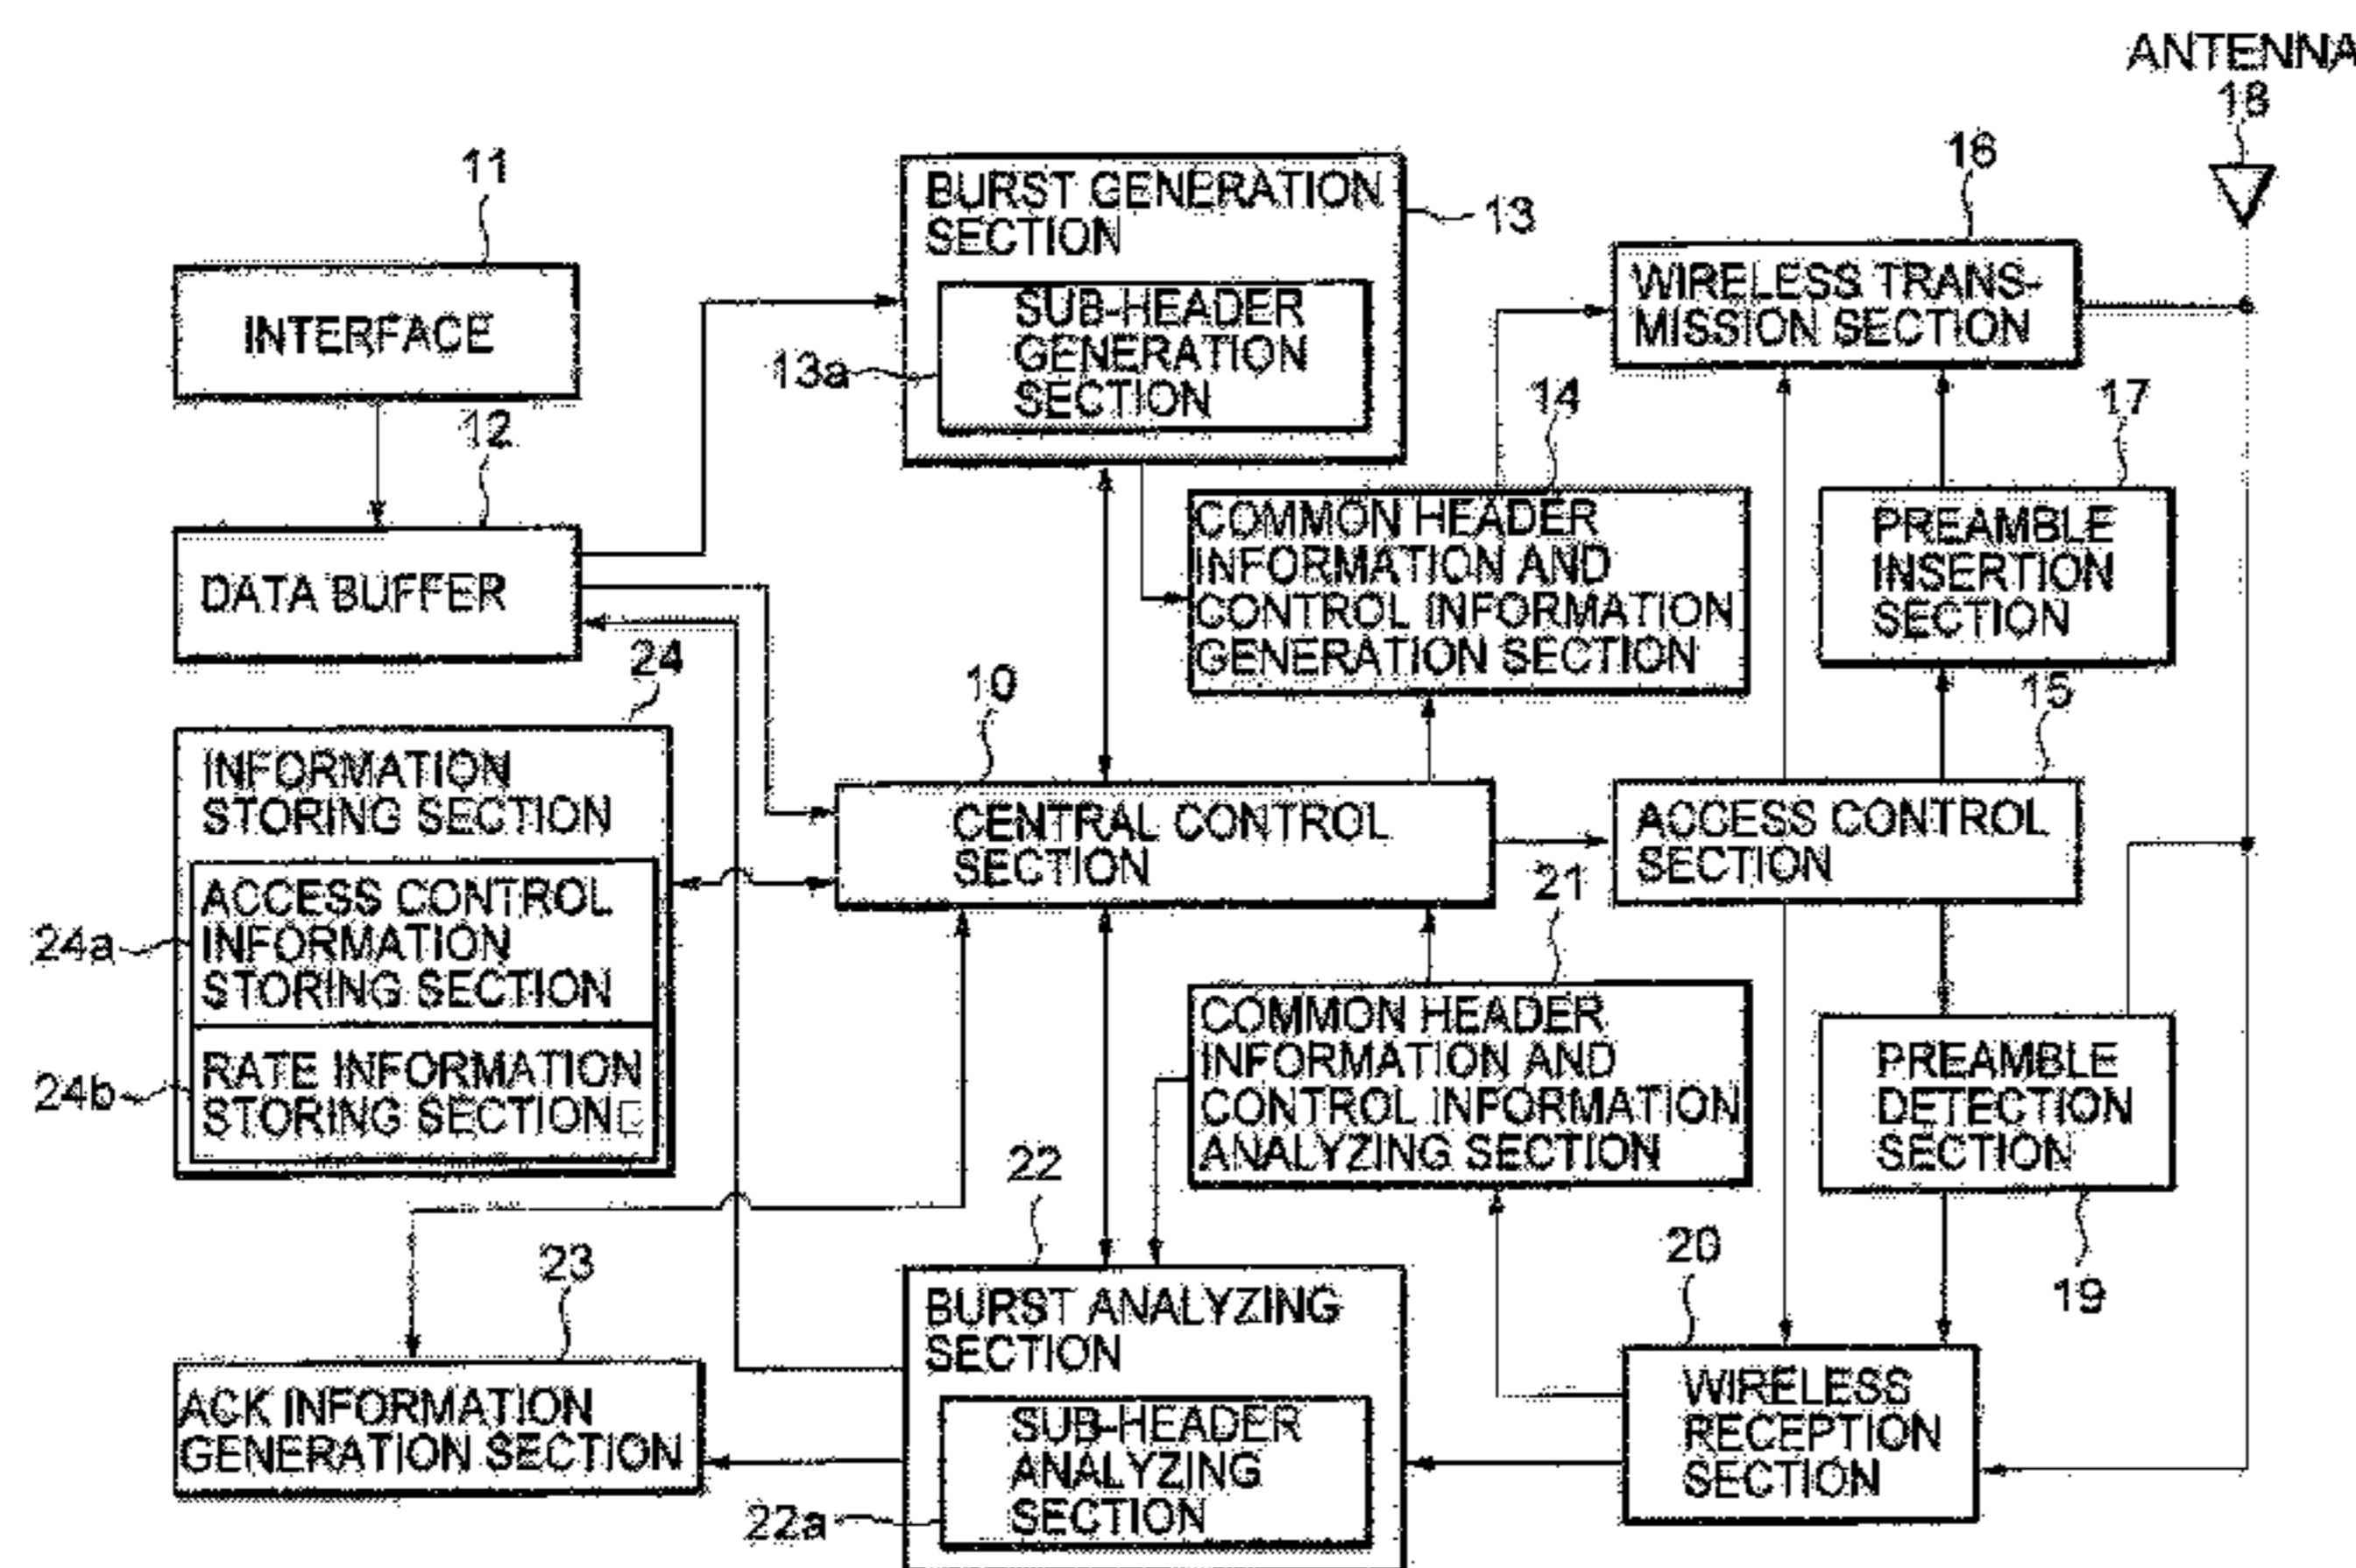 ANTENNA
18
11
INTERFACE
12
DATA BUFFER
BURST GENERATION
SECTION
13
SUB-HEADER
GENERATION
SECTION
13a
16
WIRELESS TRANS-
MISSION SECTION
14
COMMON HEADER
INFORMATION AND
CONTROL INFORMATION
GENERATION SECTION
17
PREAMBLE
INSERTION
SECTION
24
INFORMATION
STORING SECTION
24a
ACCESS CONTROL
INFORMATION
STORING SECTION
24b
RATE INFORMATION
STORING SECTION
10
CENTRAL CONTROL
SECTION
15
ACCESS CONTROL
SECTION
21
COMMON HEADER
INFORMATION AND
CONTROL INFORMATION
ANALYZING SECTION
PREAMBLE
DETECTION
SECTION
19
23
ACK INFORMATION
GENERATION SECTION
22
BURST ANALYZING
SECTION
SUB-HEADER
ANALYZING
SECTION
22a
20
WIRELESS
RECEPTION
SECTION